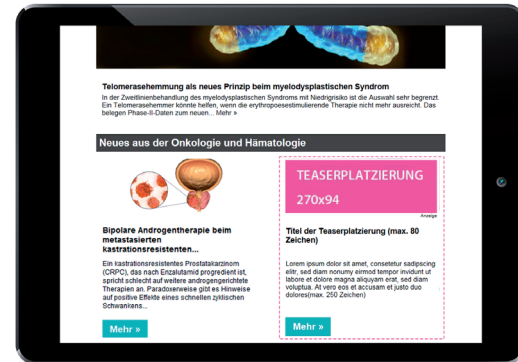 Telomerasehemmung als neues Prinzip beim myelodysplastischen Syndrom
In der Zweitlinienbehandlung des myelodysplastischen Syndroms mit Niedrigrisiko ist die Auswahl sehr begrenzt.
Ein Telomerasehemmer könnte helfen, wenn die erythropoesestimulierende Therapie nicht mehr ausreicht. Das
belegen Phase-II-Daten zum neuen... Mehr »
Neues aus der Onkologie und Hämatologie
Bipolare Androgentherapie beim
metastasierten
kastrationsresistenten...
Ein kastrationsresistentes Prostatakarzinom
(CRPC), das nach Enzalutamid progredient ist,
spricht schlecht auf weitere androgengerichtete
Therapien an. Paradoxerweise gibt es Hinweise
auf positive Effekte eines schnellen zyklischen
Schwankens...
Mehr »
TEASERPLATZIERUNG
270x94
Anzeige
Titel der Teaserplatzierung (max. 80
Zeichen)
Lorem ipsum dolor sit amet, consetetur sadipscing
elitr, sed diam nonumy eirmod tempor invidunt ut
labore et dolore magna aliquyam erat, sed diam
voluptua. At vero eos et accusam et justo duo
dolores(max. 250 Zeichen)
Mehr »